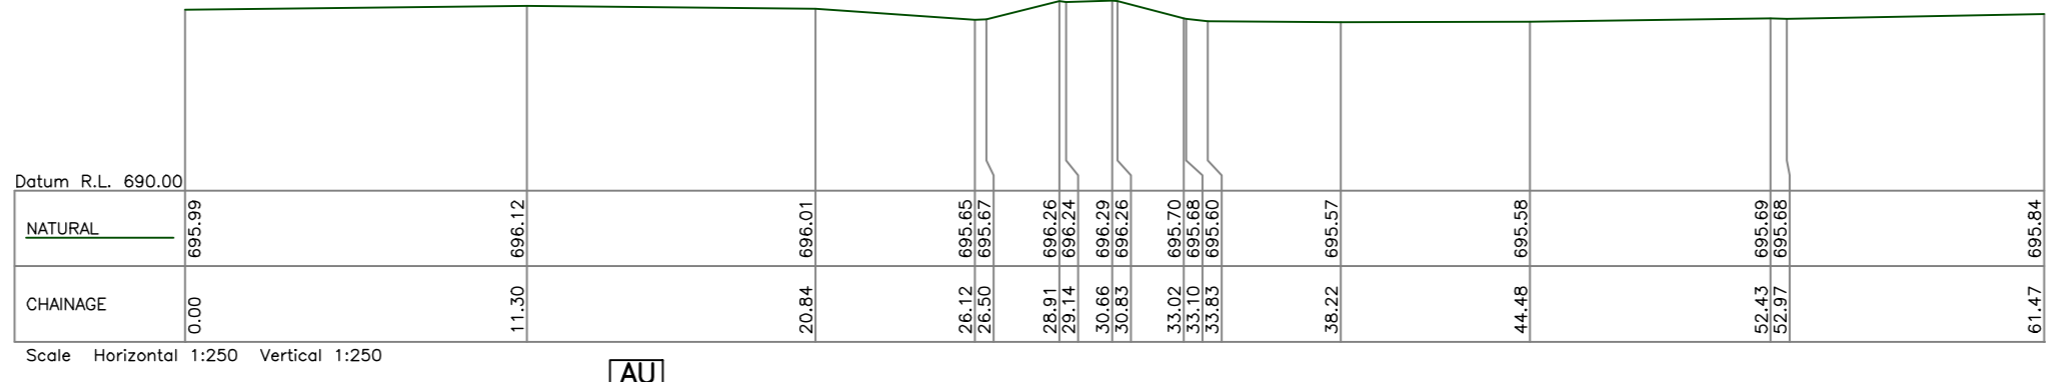 Datum R.L. 690.00
NATURAL 695.99 696.12 696.01 695.65 695.67 696.26 696.24 696.29 696.26 695.70 695.68 695.60 695.57 695.58 695.69 695.68 695.84
CHAINAGE 0.00 11.30 20.84 26.12 26.50 28.91 29.14 30.66 30.83 33.02 33.10 33.83 38.22 44.48 52.43 52.97 61.47
Scale Horizontal 1:250 Vertical 1:250
AU